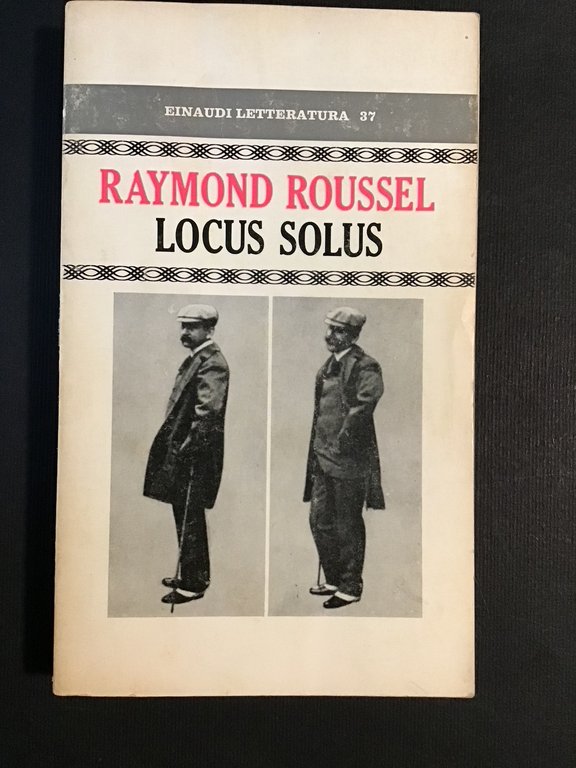 EINAUDI LETTERATURA 37
RAYMOND ROUSSEL
LOCUS SOLUS